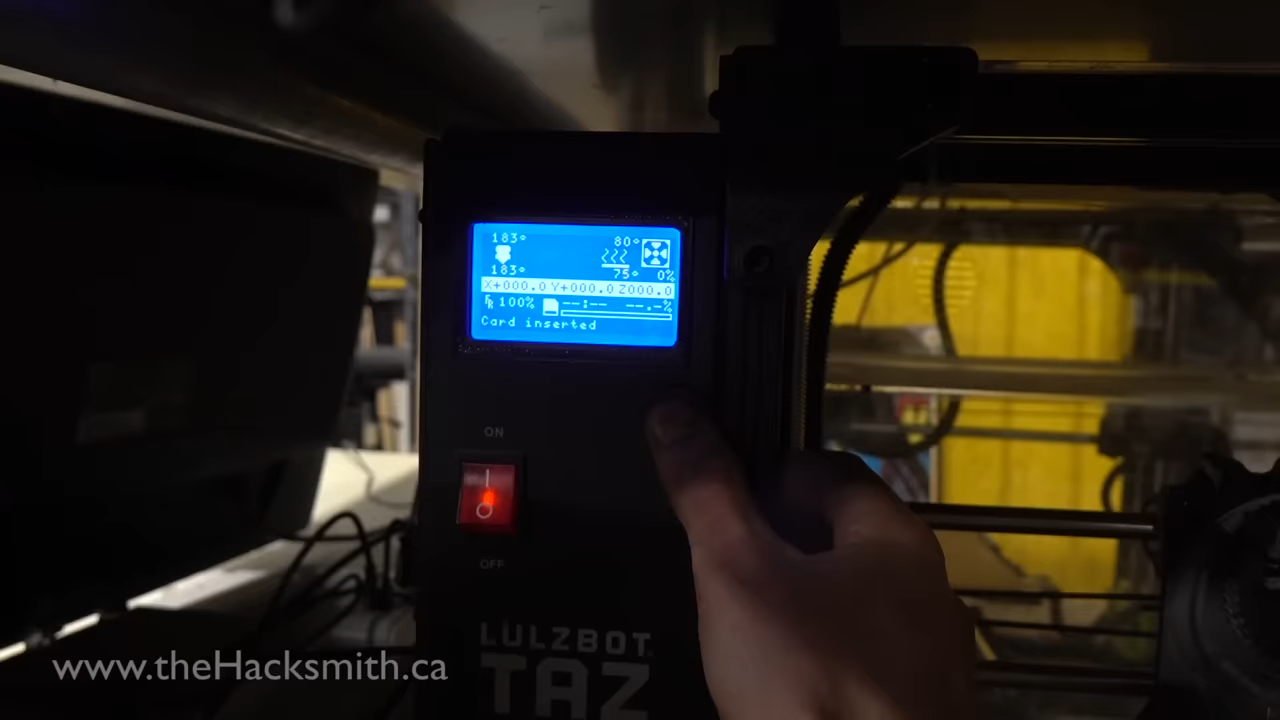 183° 80°
183° 75° 0%
X+000.0 Y+000.0 Z000.0
FR 100% --:-- --.-%
Card inserted
ON
OFF
LULZBOT
TAZ
www.theHacksmith.ca